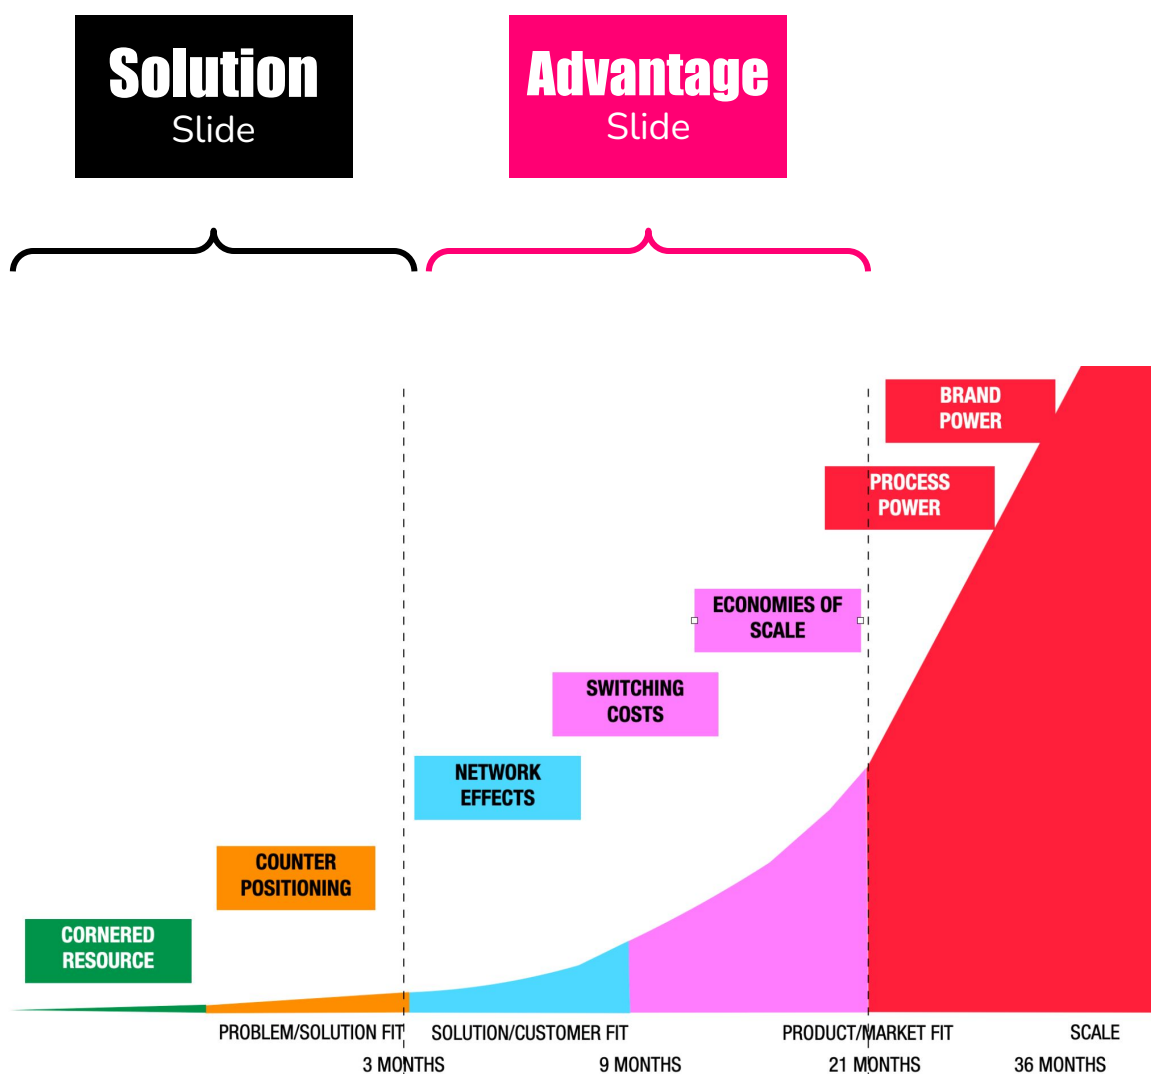 Solution
Slide
Advantage
Slide
BRAND
POWER
PROCESS
POWER
ECONOMIES OF
SCALE
SWITCHING
COSTS
NETWORK
EFFECTS
COUNTER
POSITIONING
CORNERED
RESOURCE
PROBLEM/SOLUTION FIT
SOLUTION/CUSTOMER FIT
PRODUCT/MARKET FIT
SCALE
3 MONTHS
9 MONTHS
21 MONTHS
36 MONTHS